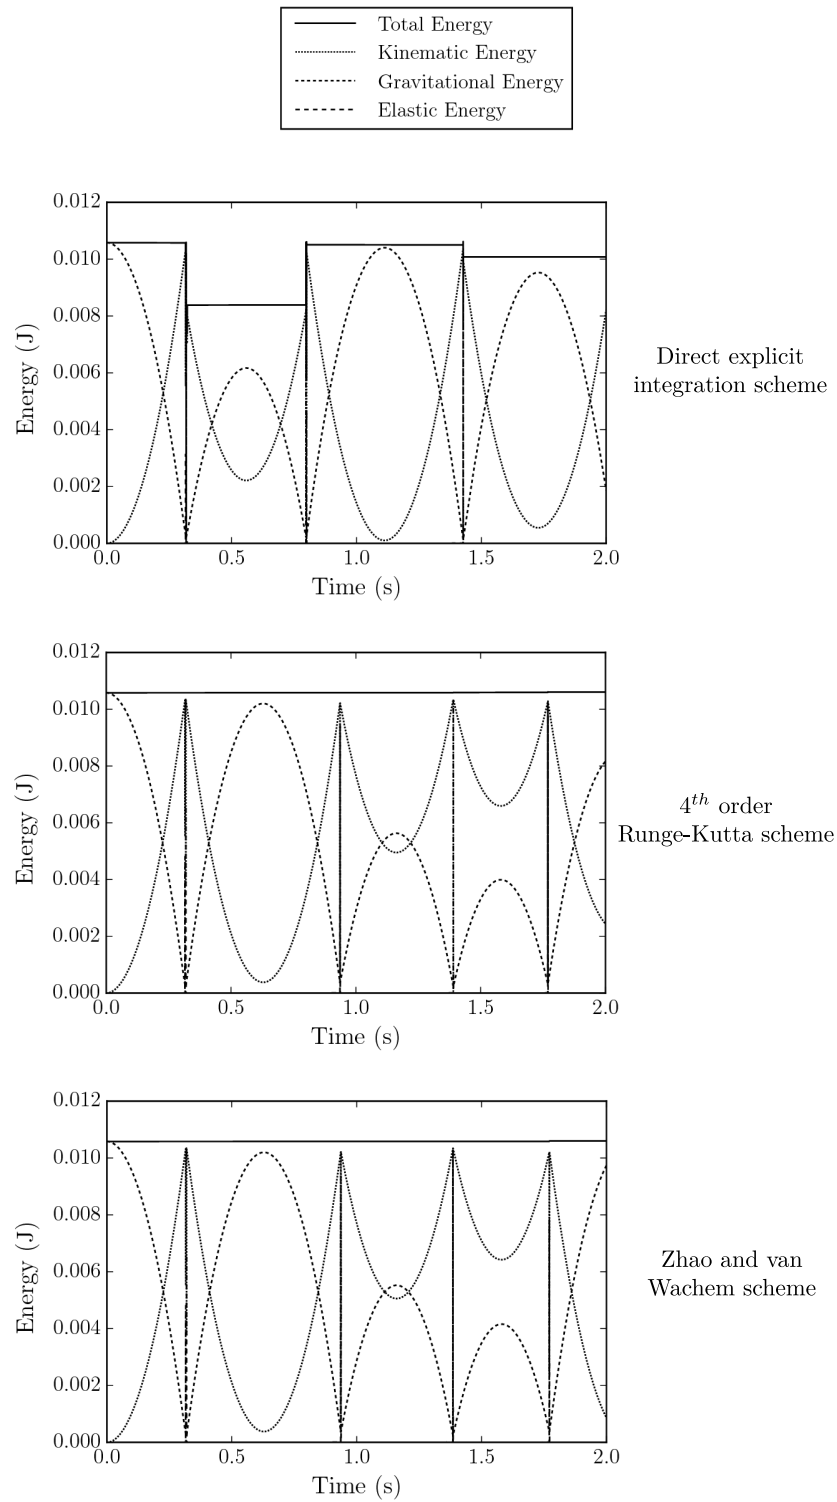 Total Energy
Kinematic Energy
Gravitational Energy
Elastic Energy
0.012
0.010
0.008
0.006
0.004
0.002
0.000
Energy (J)
0.0 0.5 1.0 1.5 2.0
Time (s)
Direct explicit
integration scheme
0.012
0.010
0.008
0.006
0.004
0.002
0.000
Energy (J)
0.0 0.5 1.0 1.5 2.0
Time (s)
4th order
Runge-Kutta scheme
0.012
0.010
0.008
0.006
0.004
0.002
0.000
Energy (J)
0.0 0.5 1.0 1.5 2.0
Time (s)
Zhao and van
Wachem scheme